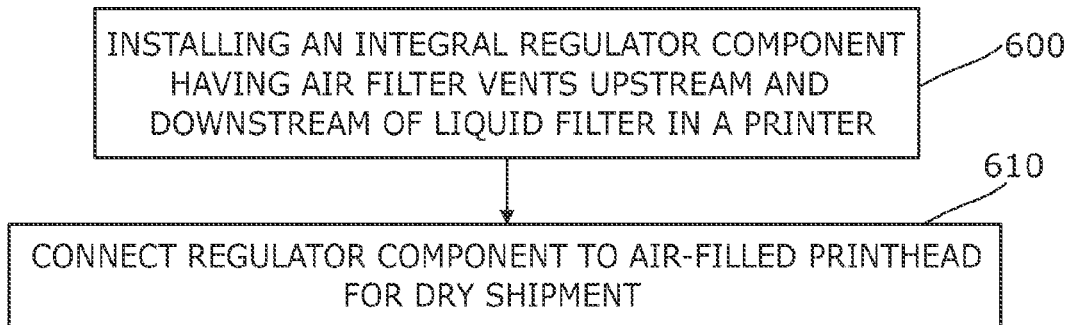 INSTALLING AN INTEGRAL REGULATOR COMPONENT
HAVING AIR FILTER VENTS UPSTREAM AND
DOWNSTREAM OF LIQUID FILTER IN A PRINTER
600
610
CONNECT REGULATOR COMPONENT TO AIR-FILLED PRINTHEAD
FOR DRY SHIPMENT